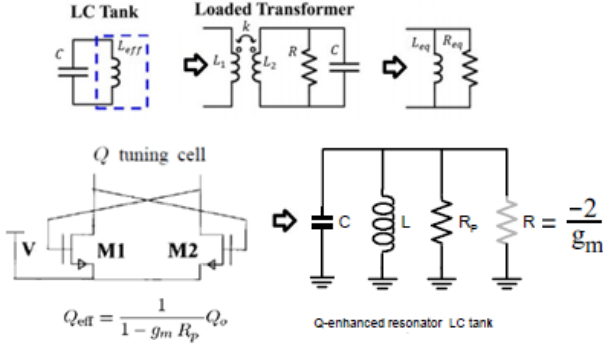 LC Tank
Loaded Transformer
C
L_eff
k
L_1
L_2
R
C
L_eq
R_eq
Q tuning cell
V
M1
M2
C
L
R_P
R = -2/g_m
Q_eff = 1/(1 - g_m R_p) Q_o
Q-enhanced resonator LC tank